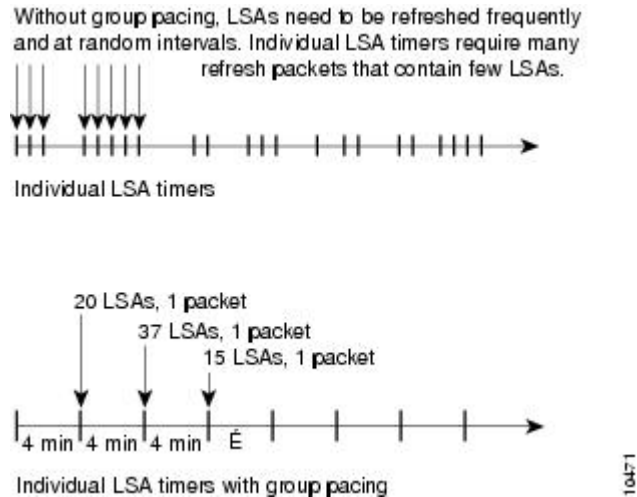 Without group pacing, LSAs need to be refreshed frequently
and at random intervals. Individual LSA timers require many
refresh packets that contain few LSAs.
Individual LSA timers
20 LSAs, 1 packet
37 LSAs, 1 packet
15 LSAs, 1 packet
4 min 4 min 4 min É
Individual LSA timers with group pacing
10471